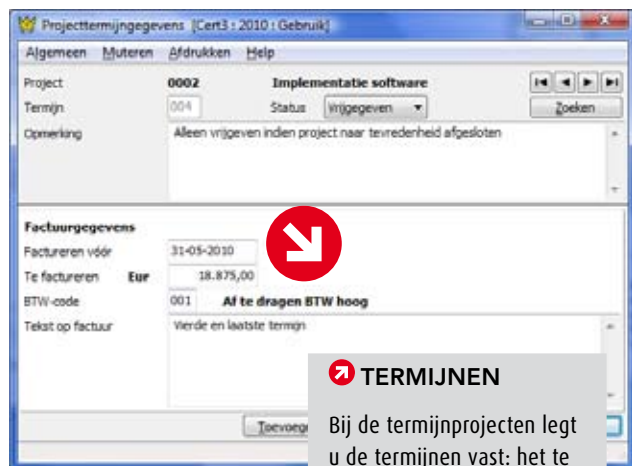 Projecttermijngegevens [Cert3 : 2010 : Gebruik]
Algemeen Muteren Afdrukken Help
Project 0002 Implementatie software
Termijn 004 Status Vrijgegeven Zoeken
Opmerking Alleen vrijgeven indien project naar tevredenheid afgesloten
Factuurgegevens
Factureren vóór 31-05-2010
Te factureren Eur 18.875,00
BTW-code 001 Af te dragen BTW hoog
Tekst op factuur Vierde en laatste termijn
TERMIJNEN
Bij de termijnprojecten legt
u de termijnen vast: het te